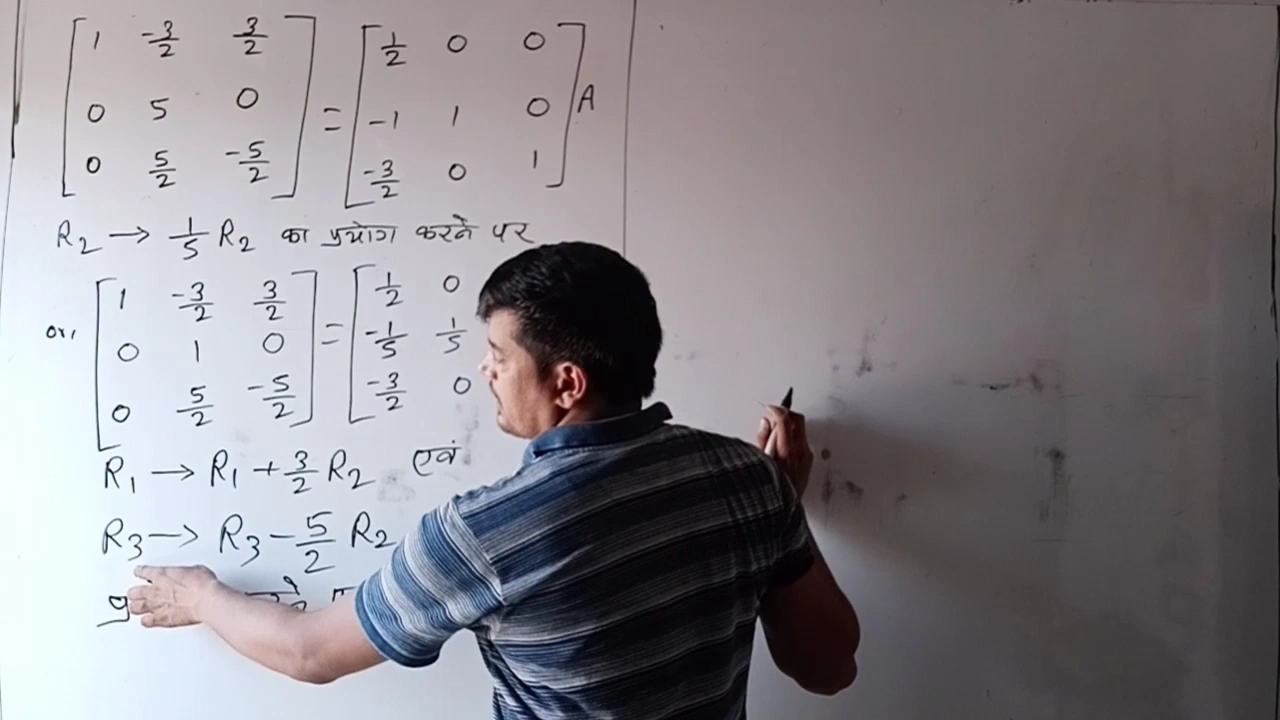 1 -3/2 3/2 1/2 0 0
0 5 0 = -1 1 0 A
0 5/2 -5/2 -3/2 0 1
R₂ → 1/5 R₂ का प्रयोग करने पर
or, 1 -3/2 3/2 1/2 0
0 1 0 = -1/5 1/5
0 5/2 -5/2 -3/2 0
R₁ → R₁ + 3/2 R₂ एवं
R₃ → R₃ - 5/2 R₂